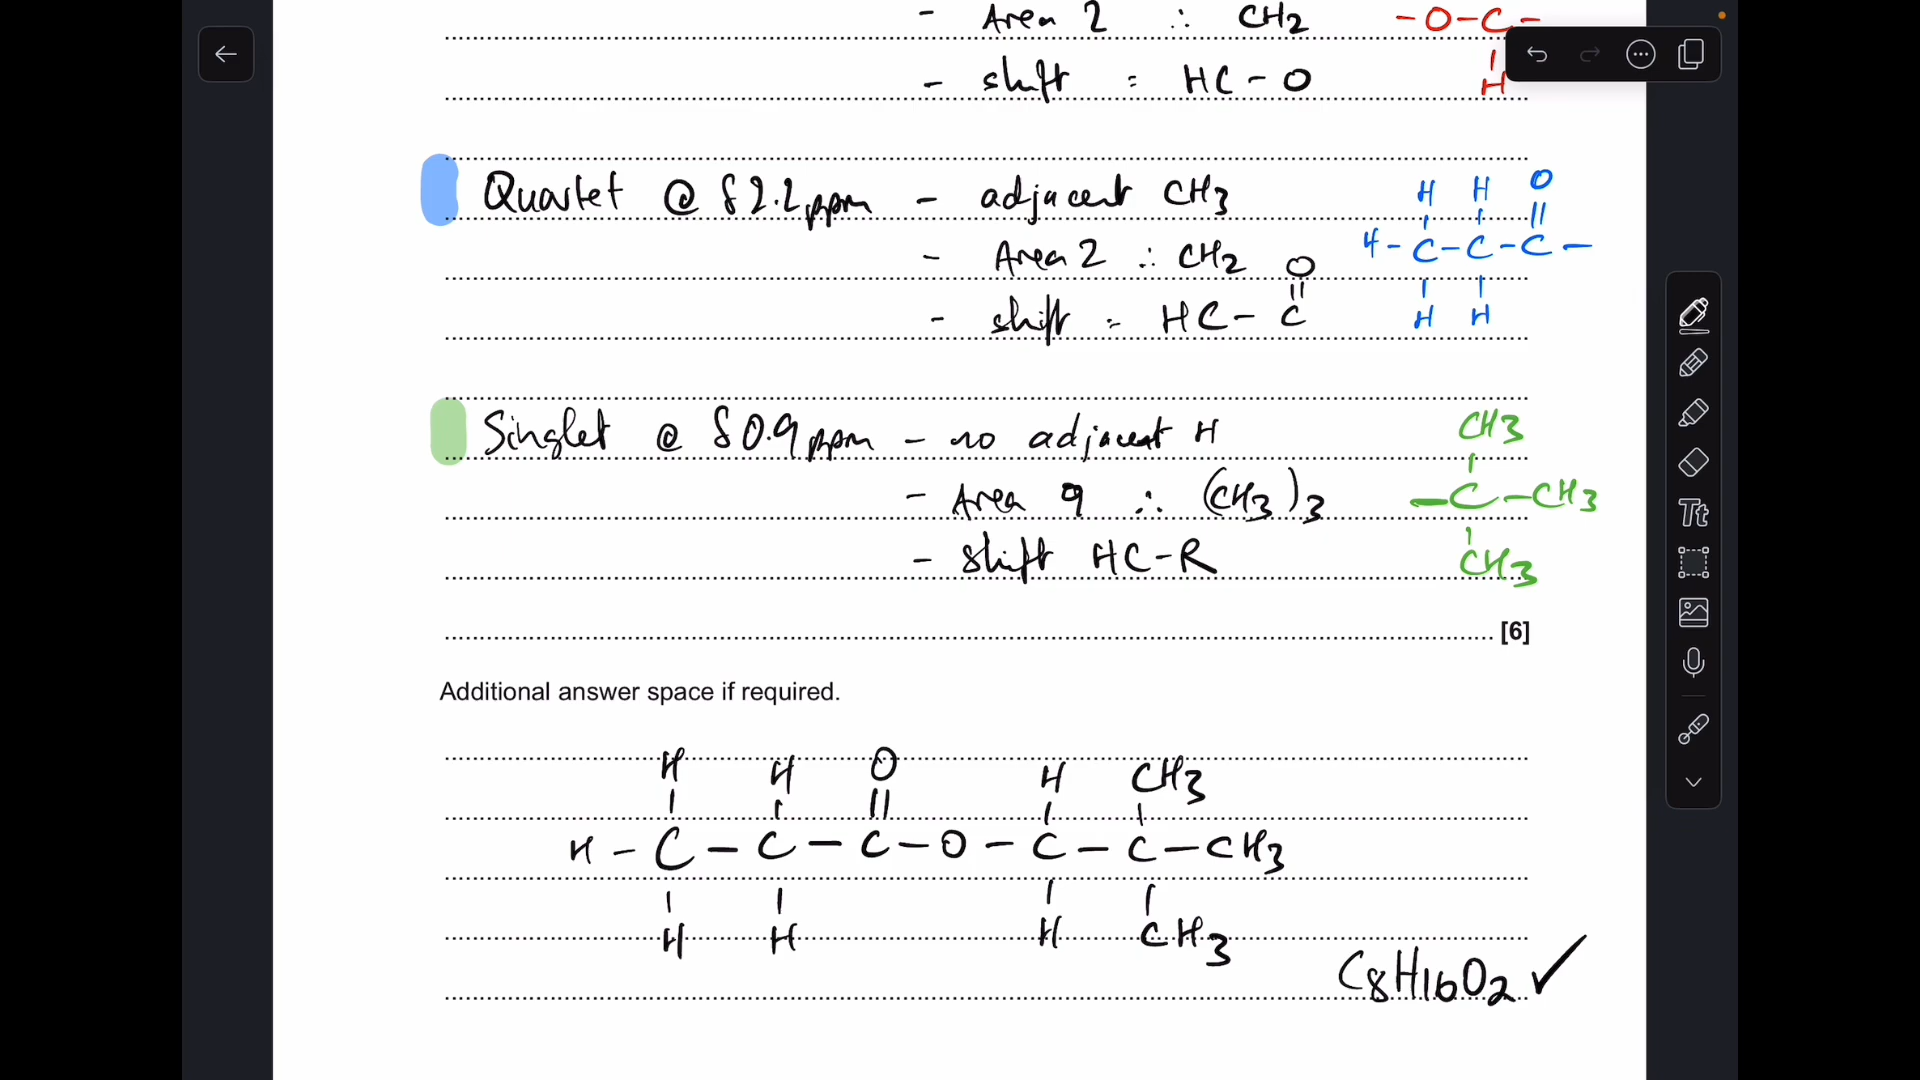 - Area 2 ∴ CH2 -O-C-
- shift = HC-O H
Quartet @ δ2.2ppm - adjacent CH3
- Area 2 ∴ CH2
- shift = HC-C
O
H H O
H-C-C-C-
H H
Singlet @ δ0.9ppm - no adjacent H
- Area 9 ∴ (CH3)3
- shift HC-R
CH3
-C-CH3
CH3
[6]
Additional answer space if required.
H H O H CH3
H-C-C-C-O-C-C-CH3
H H H CH3
C8H16O2 ✓
Tt